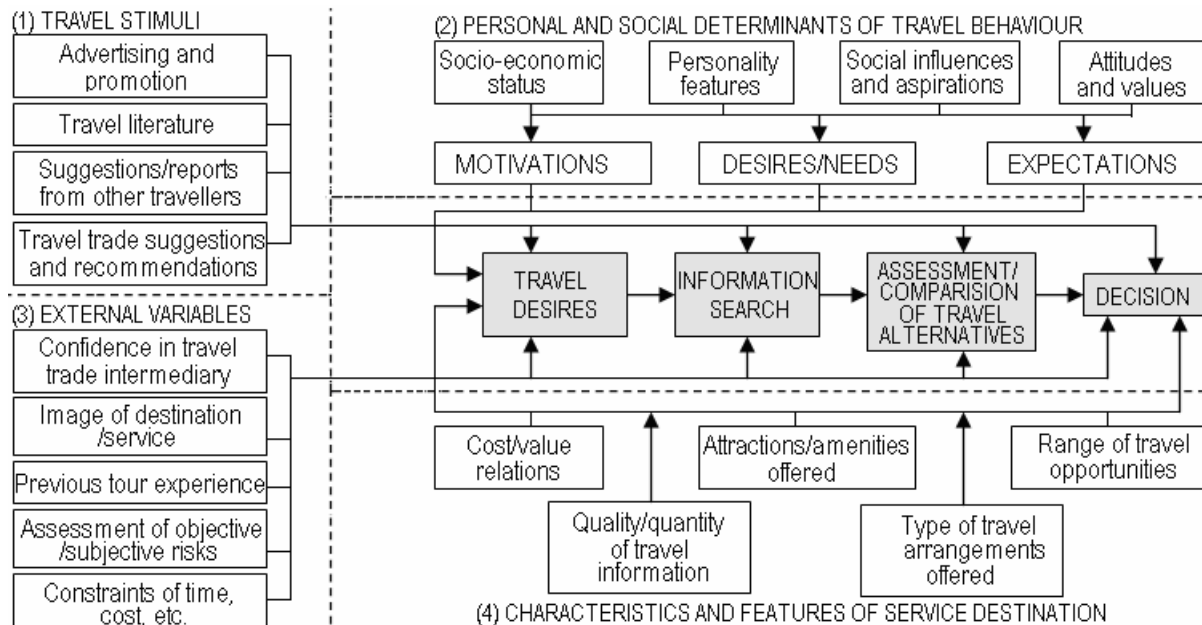 (1) TRAVEL STIMULI
Advertising and
promotion
Travel literature
Suggestions/reports
from other travellers
Travel trade suggestions
and recommendations
(2) PERSONAL AND SOCIAL DETERMINANTS OF TRAVEL BEHAVIOUR
Socio-economic
status
Personality
features
Social influences
and aspirations
Attitudes
and values
MOTIVATIONS
DESIRES/NEEDS
EXPECTATIONS
TRAVEL
DESIRES
INFORMATION
SEARCH
ASSESSMENT/
COMPARISION
OF TRAVEL
ALTERNATIVES
DECISION
(3) EXTERNAL VARIABLES
Confidence in travel
trade intermediary
Image of destination
/service
Previous tour experience
Assessment of objective
/subjective risks
Constraints of time,
cost, etc.
Cost/value
relations
Attractions/amenities
offered
Range of travel
opportunities
Quality/quantity
of travel
information
Type of travel
arrangements
offered
(4) CHARACTERISTICS AND FEATURES OF SERVICE DESTINATION